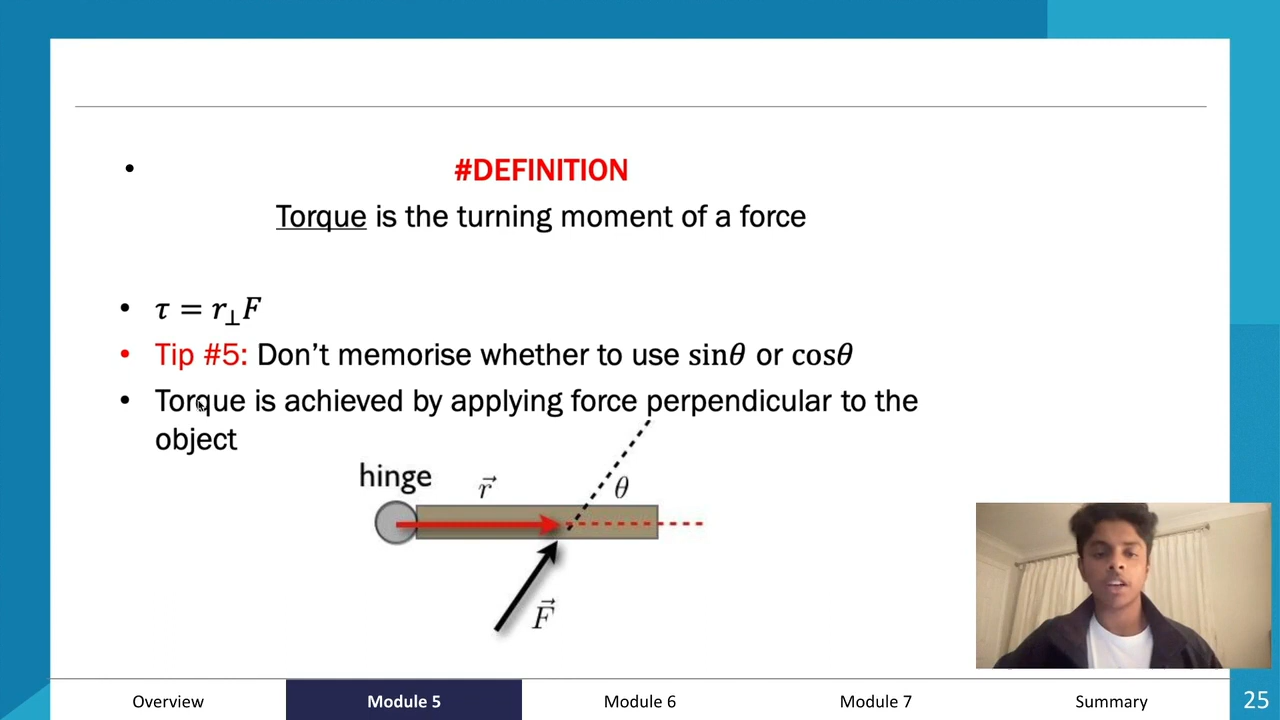 #DEFINITION
Torque is the turning moment of a force
• τ = r⊥F
• Tip #5: Don’t memorise whether to use sinθ or cosθ
• Torque is achieved by applying force perpendicular to the
object
hinge
r⃗
θ
F⃗
Overview
Module 5
Module 6
Module 7
Summary
25